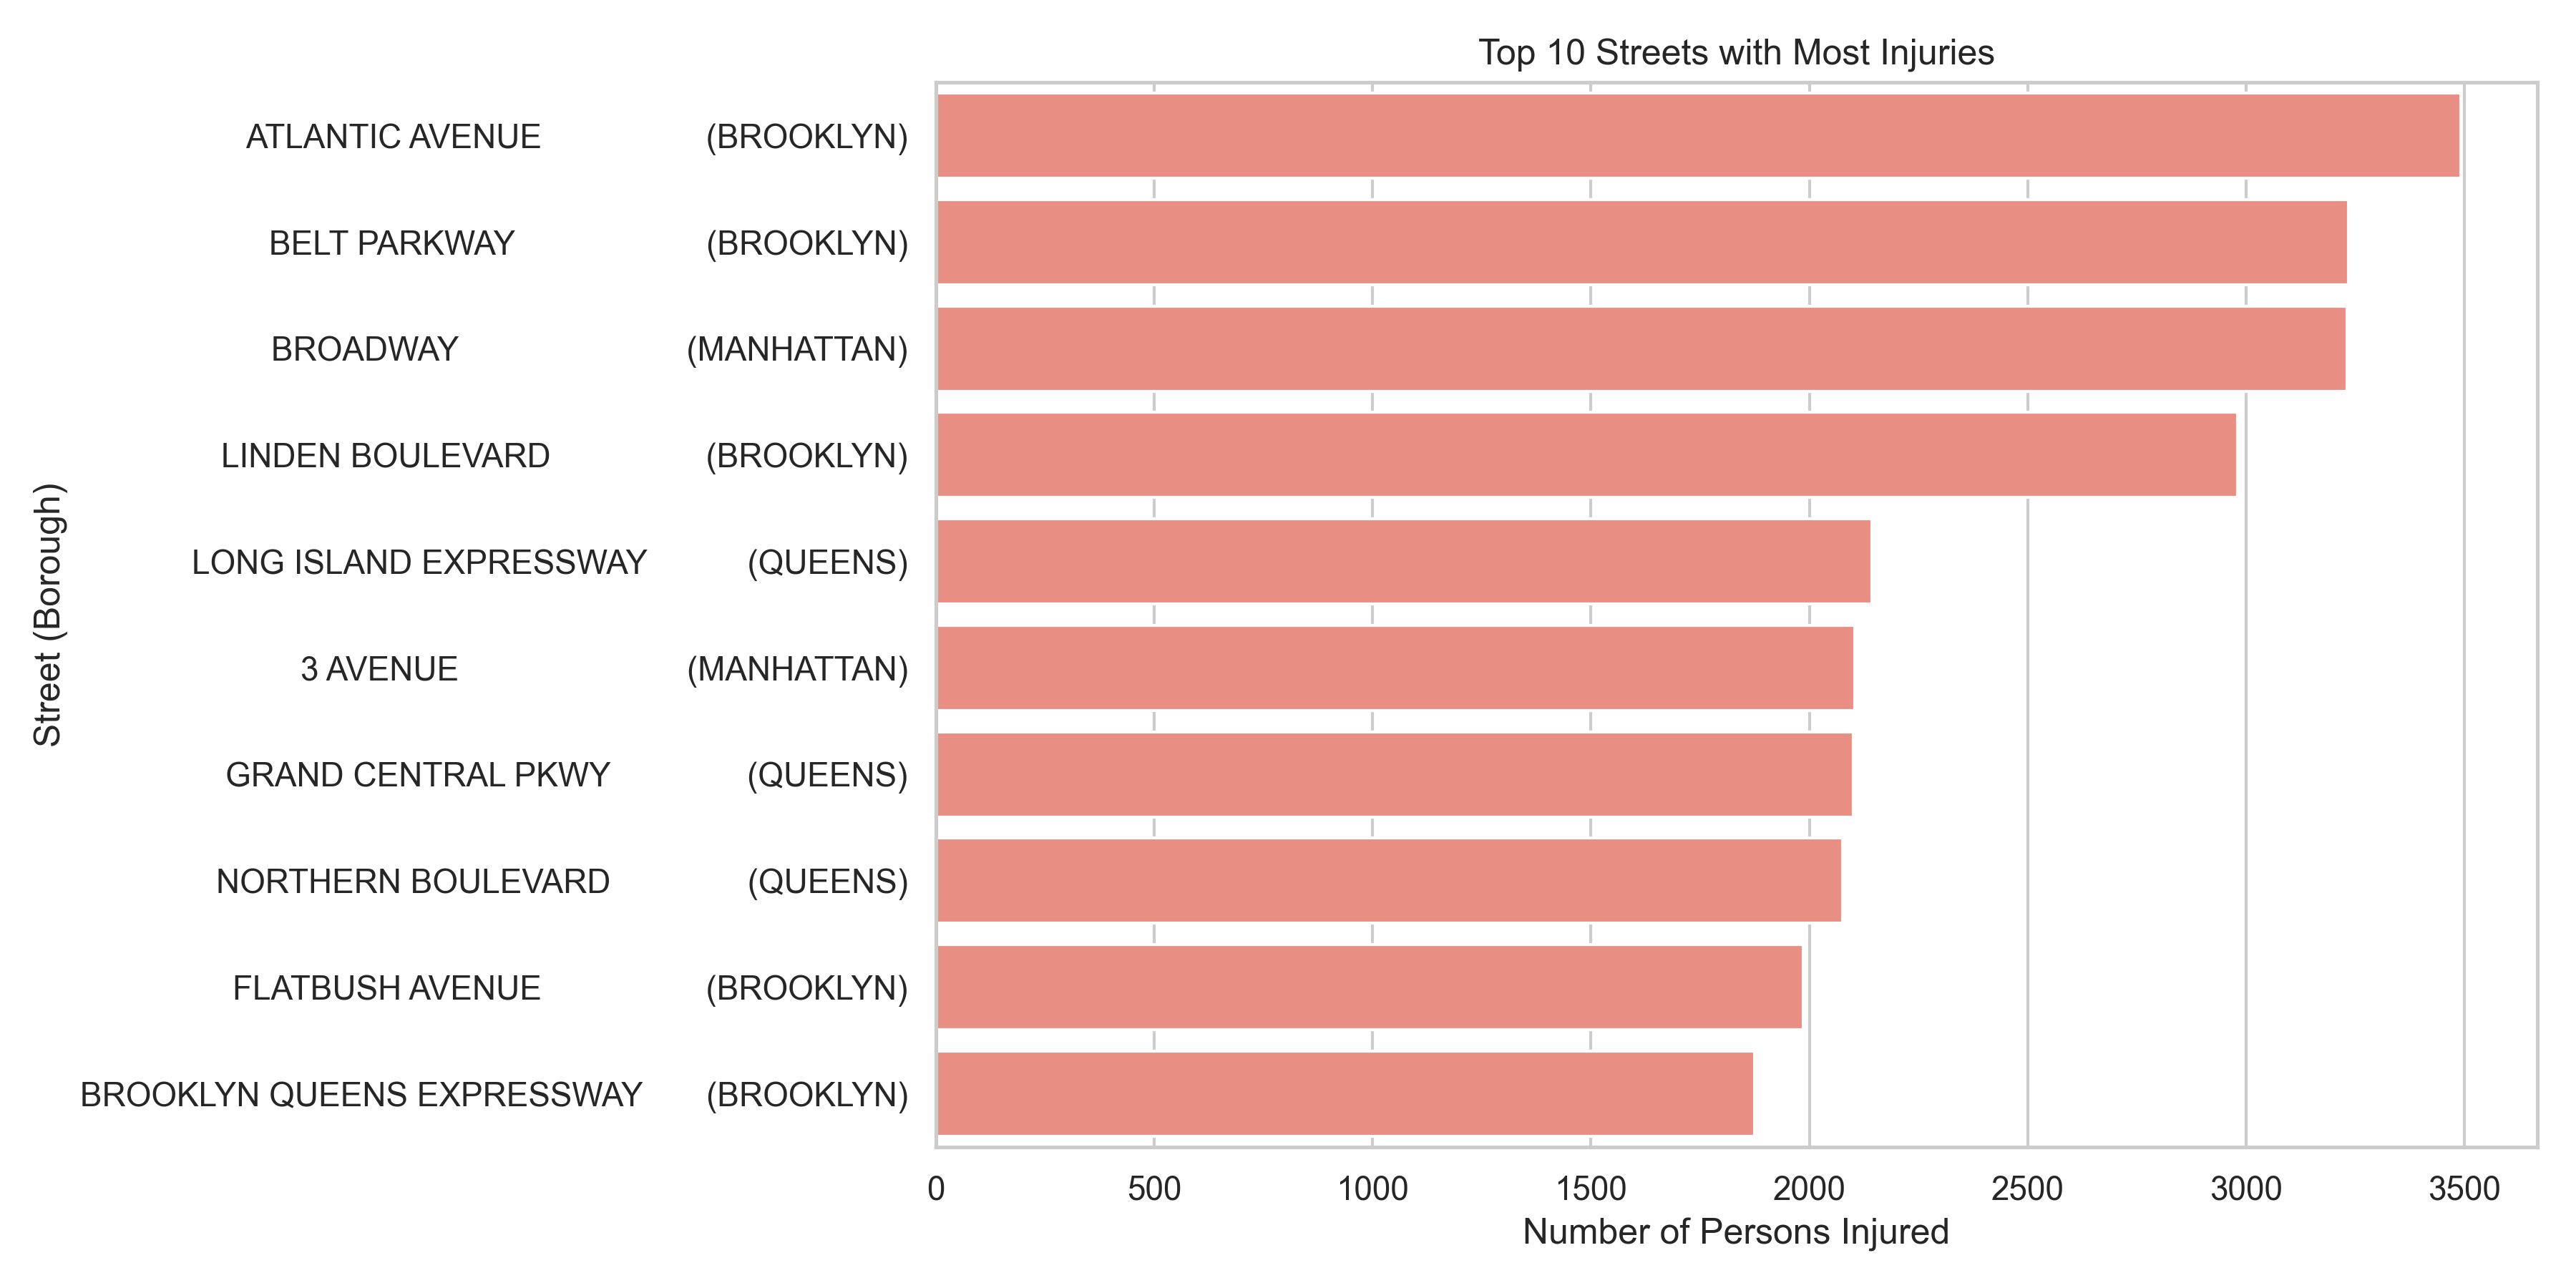 Top 10 Streets with Most Injuries
ATLANTIC AVENUE (BROOKLYN)
BELT PARKWAY (BROOKLYN)
BROADWAY (MANHATTAN)
LINDEN BOULEVARD (BROOKLYN)
LONG ISLAND EXPRESSWAY (QUEENS)
3 AVENUE (MANHATTAN)
GRAND CENTRAL PKWY (QUEENS)
NORTHERN BOULEVARD (QUEENS)
FLATBUSH AVENUE (BROOKLYN)
BROOKLYN QUEENS EXPRESSWAY (BROOKLYN)
Street (Borough)
0 500 1000 1500 2000 2500 3000 3500
Number of Persons Injured